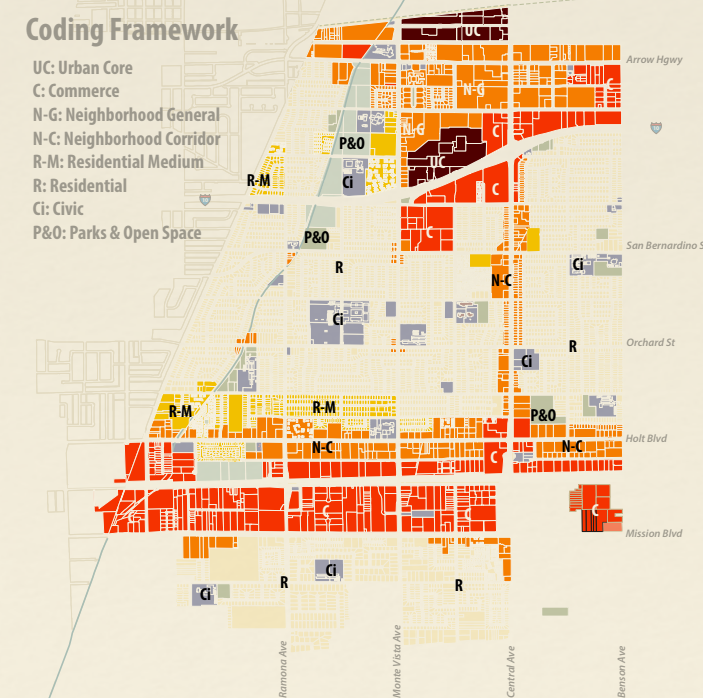 Coding Framework
UC: Urban Core
C: Commerce
N-G: Neighborhood General
N-C: Neighborhood Corridor
R-M: Residential Medium
R: Residential
Ci: Civic
P&O: Parks & Open Space
UC
Arrow Hgwy
C
N-G
N-G
C
P&O
UC
R-M
Ci
C
C
P&O
San Bernardino S
Ci
R
N-C
Ci
Orchard St
R
Ci
R-M
R-M
P&O
Holt Blvd
N-C
N-C
C
C
C
C
C
Mission Blvd
Ci
R
R
Ci
Ramona Ave
Monte Vista Ave
Central Ave
Benson Ave